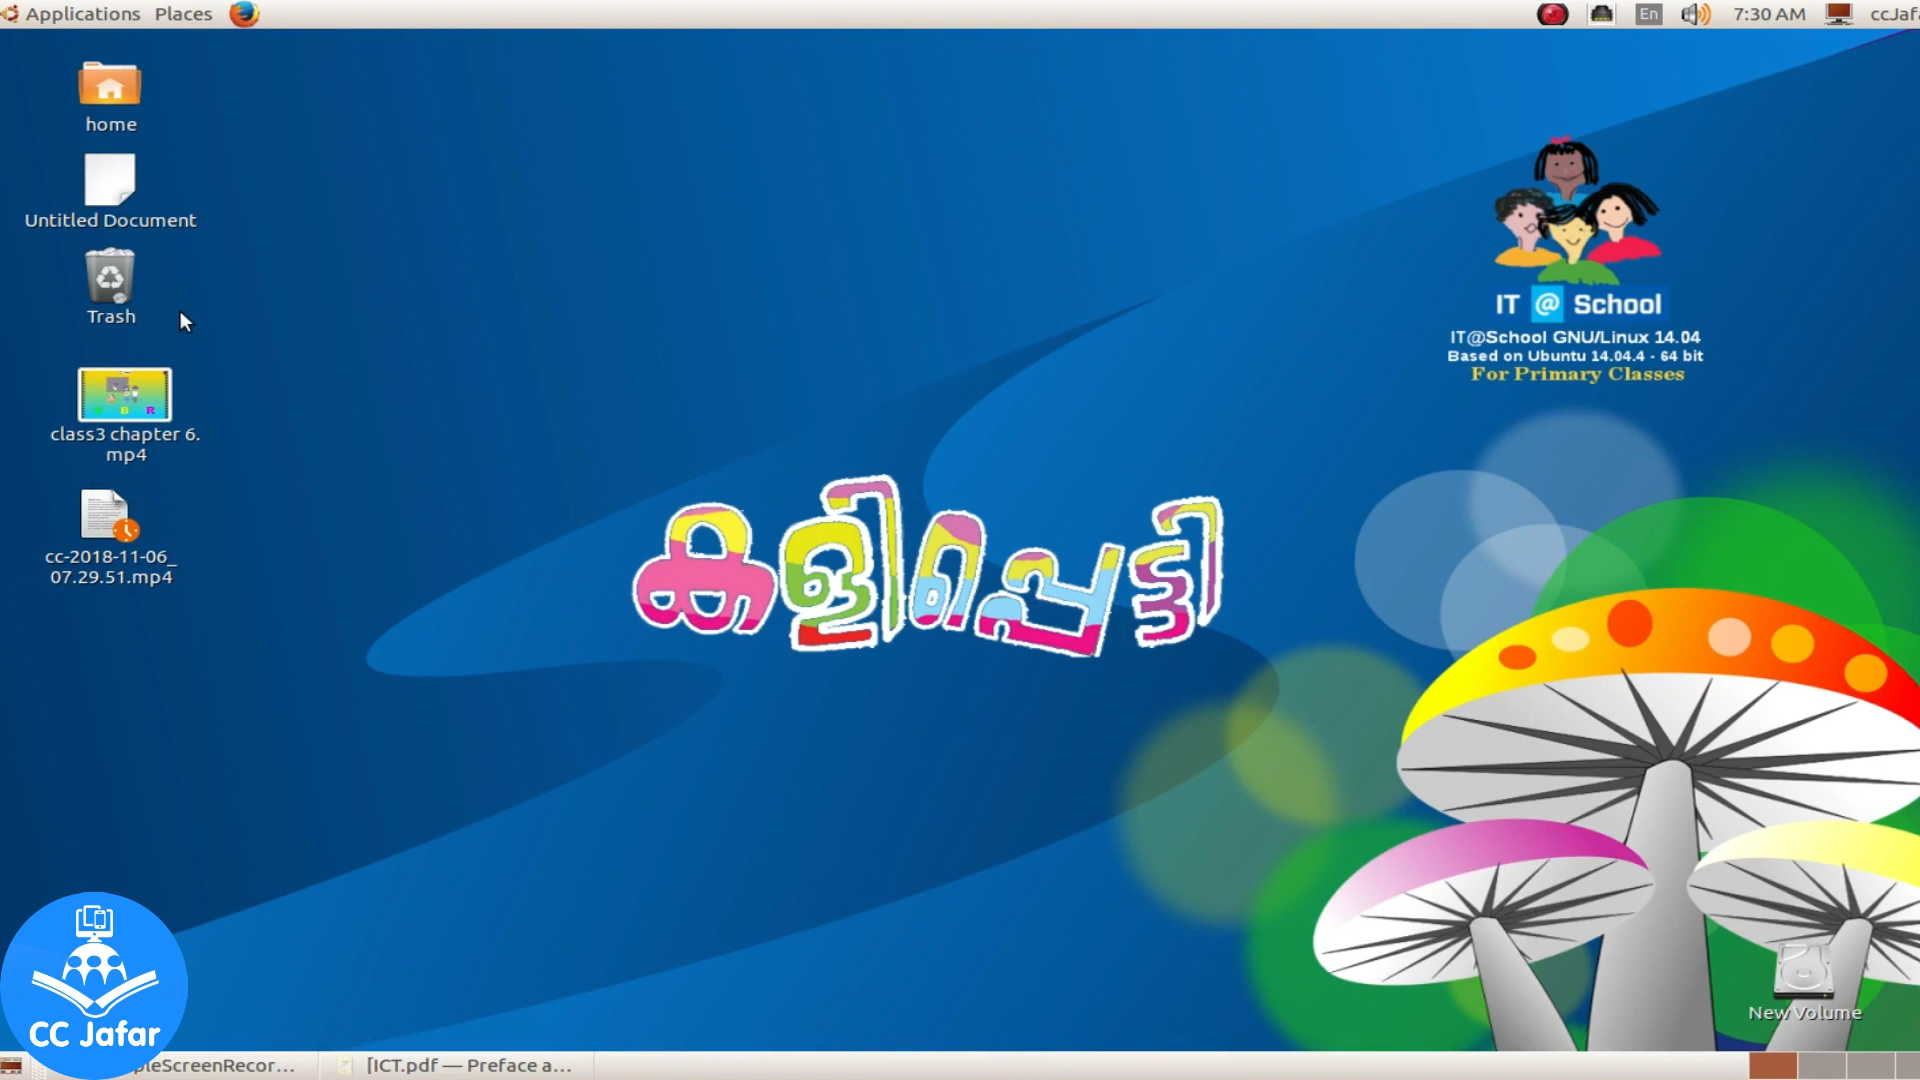 Applications Places
En 7:30 AM ccJaf
home
Untitled Document
Trash
class3 chapter 6.
mp4
B R
cc-2018-11-06_
07.29.51.mp4
IT @ School
IT@School GNU/Linux 14.04
Based on Ubuntu 14.04.4 - 64 bit
For Primary Classes
കളിപ്പെട്ടി
New Volume
CC Jafar
pleScreenRecor...
[ICT.pdf — Preface a...